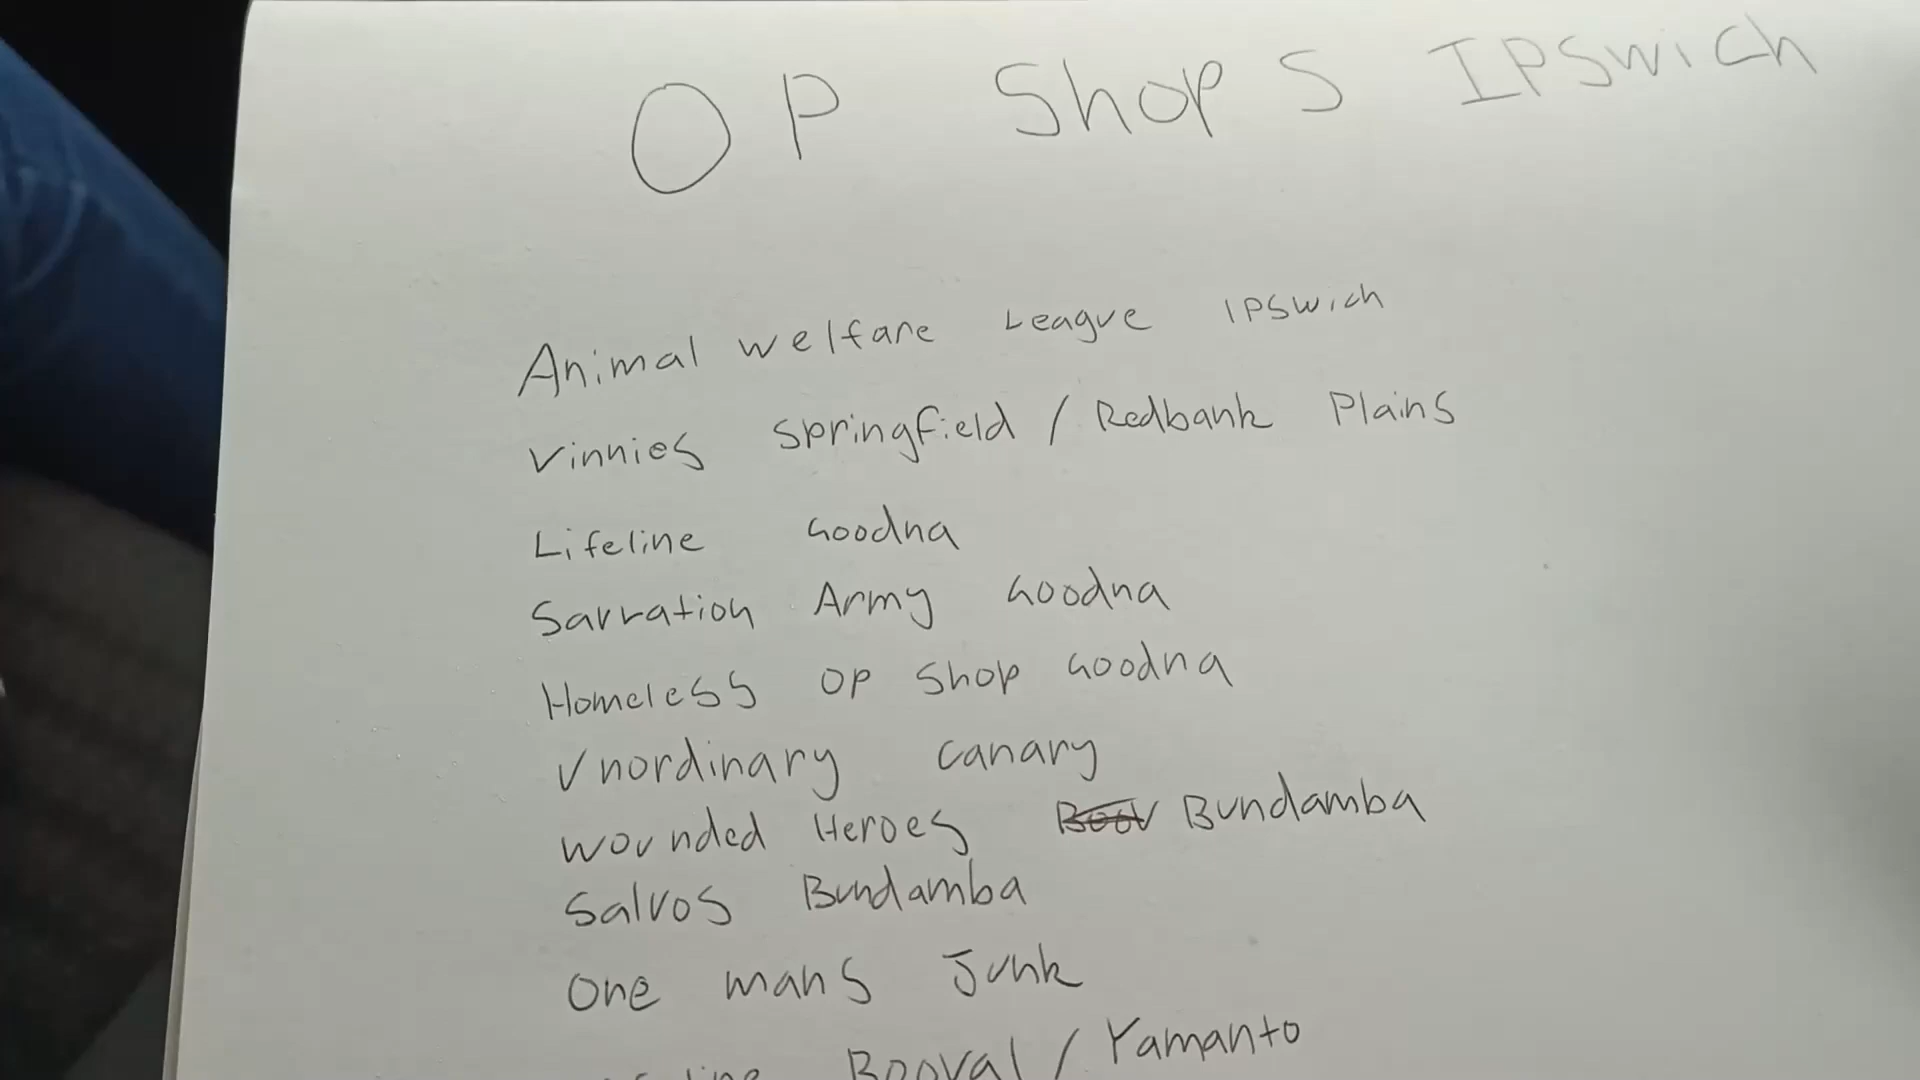 OP Shops IPSwich
Animal welfare League IPSwich
Vinnies Springfield / Redbank Plains
Lifeline Goodna
Sarvation Army Goodna
Homeless OP Shop Goodna
Unordinary Canary
Wounded Heroes Bundamba
Salvos Bundamba
One mans Junk
Booval / Yamanto